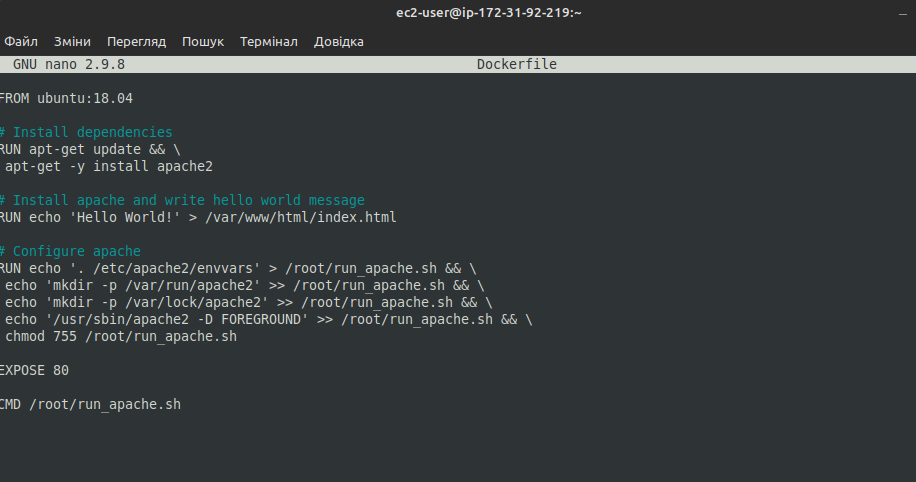 ec2-user@ip-172-31-92-219:~
Файл Зміни Перегляд Пошук Термінал Довідка
GNU nano 2.9.8 Dockerfile
FROM ubuntu:18.04
# Install dependencies
RUN apt-get update && \
apt-get -y install apache2
# Install apache and write hello world message
RUN echo 'Hello World!' > /var/www/html/index.html
# Configure apache
RUN echo '. /etc/apache2/envvars' > /root/run_apache.sh && \
echo 'mkdir -p /var/run/apache2' >> /root/run_apache.sh && \
echo 'mkdir -p /var/lock/apache2' >> /root/run_apache.sh && \
echo '/usr/sbin/apache2 -D FOREGROUND' >> /root/run_apache.sh && \
chmod 755 /root/run_apache.sh
EXPOSE 80
CMD /root/run_apache.sh